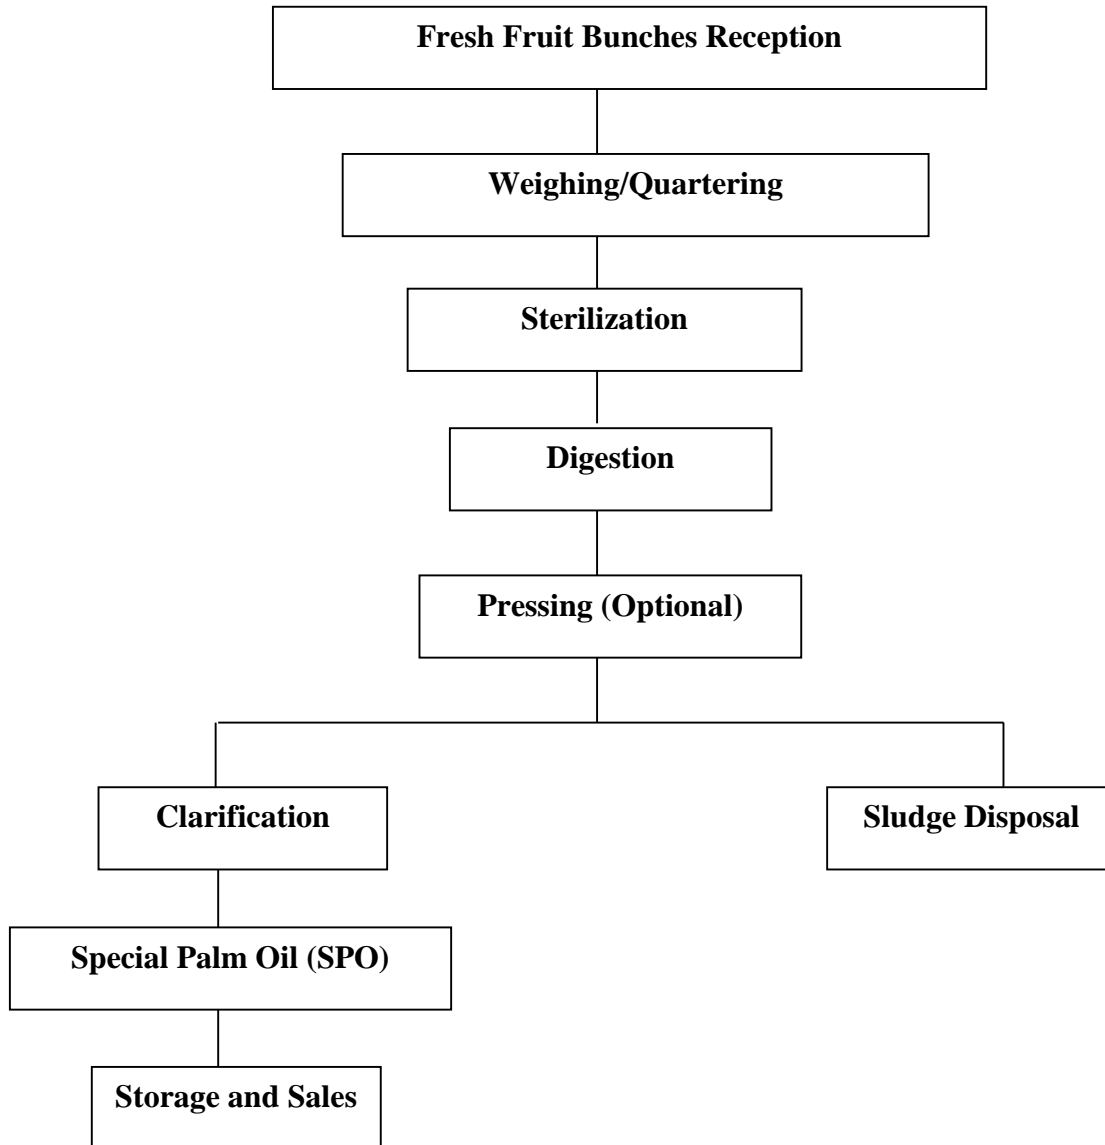 Fresh Fruit Bunches Reception
Weighing/Quartering
Sterilization
Digestion
Pressing (Optional)
Clarification
Sludge Disposal
Special Palm Oil (SPO)
Storage and Sales